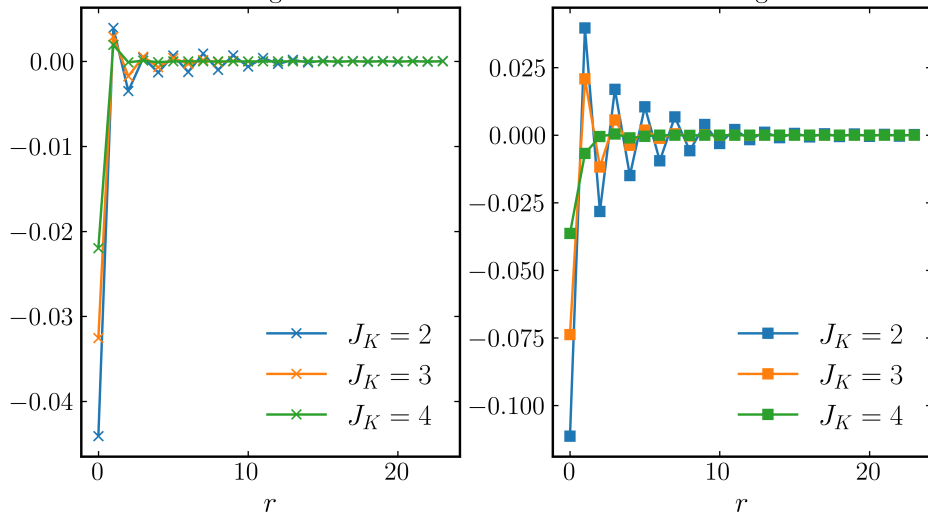 0.00
−0.01
−0.02
−0.03
−0.04
0 10 20
r
J_K = 2
J_K = 3
J_K = 4
0.025
0.000
−0.025
−0.050
−0.075
−0.100
0 10 20
r
J_K = 2
J_K = 3
J_K = 4